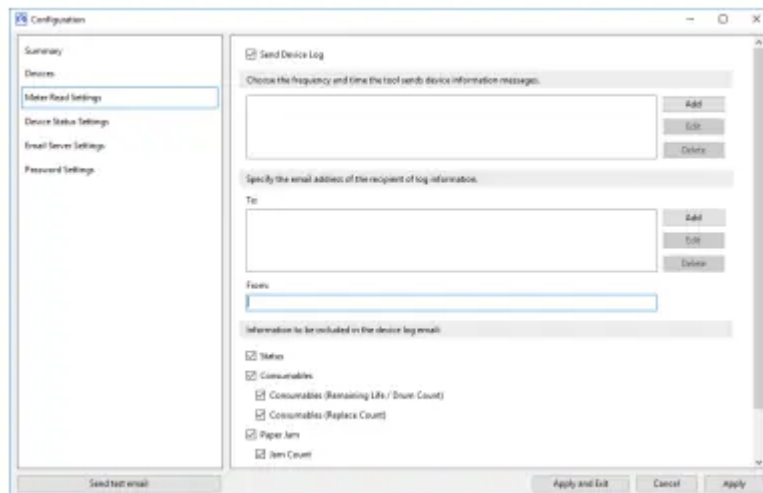 Configuration
Summary
Devices
Meter Read Settings
Device Status Settings
Email Server Settings
Password Settings
Send Device Log
Choose the frequency and time the tool sends device information messages.
Add
Edit
Delete
Specify the email address of the recipient of log information.
To:
Add
Edit
Delete
From:
Information to be included in the device log email:
Status
Consumables
Consumables (Remaining Life / Drum Count)
Consumables (Replace Count)
Paper Jam
Jam Count
Send test email
Apply and Exit
Cancel
Apply